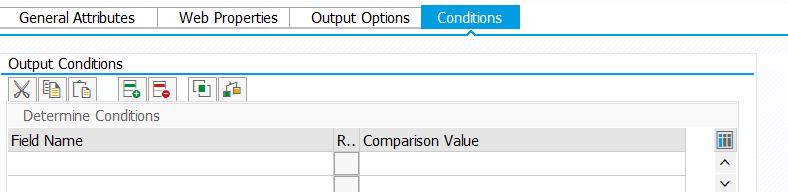 General Attributes Web Properties Output Options Conditions
Output Conditions
Determine Conditions
Field Name R.. Comparison Value